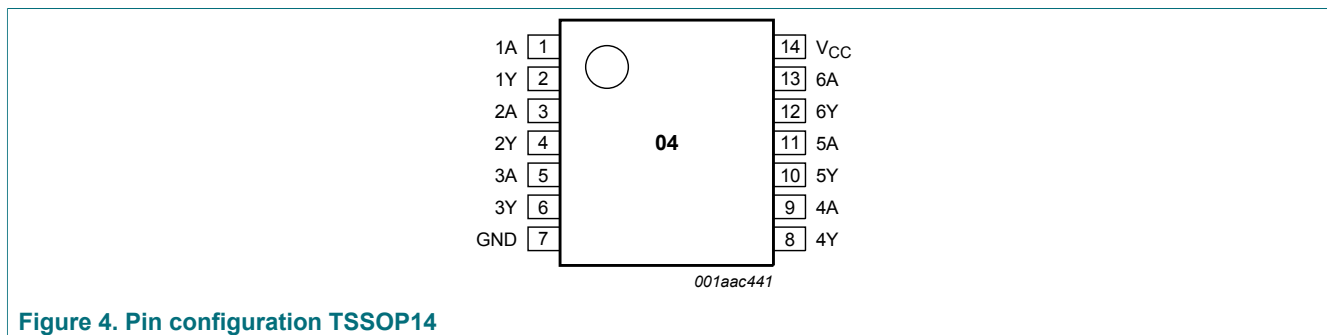 1A 1 14 VCC
1Y 2 13 6A
2A 3 12 6Y
2Y 4 04 11 5A
3A 5 10 5Y
3Y 6 9 4A
GND 7 8 4Y
001aac441
Figure 4. Pin configuration TSSOP14